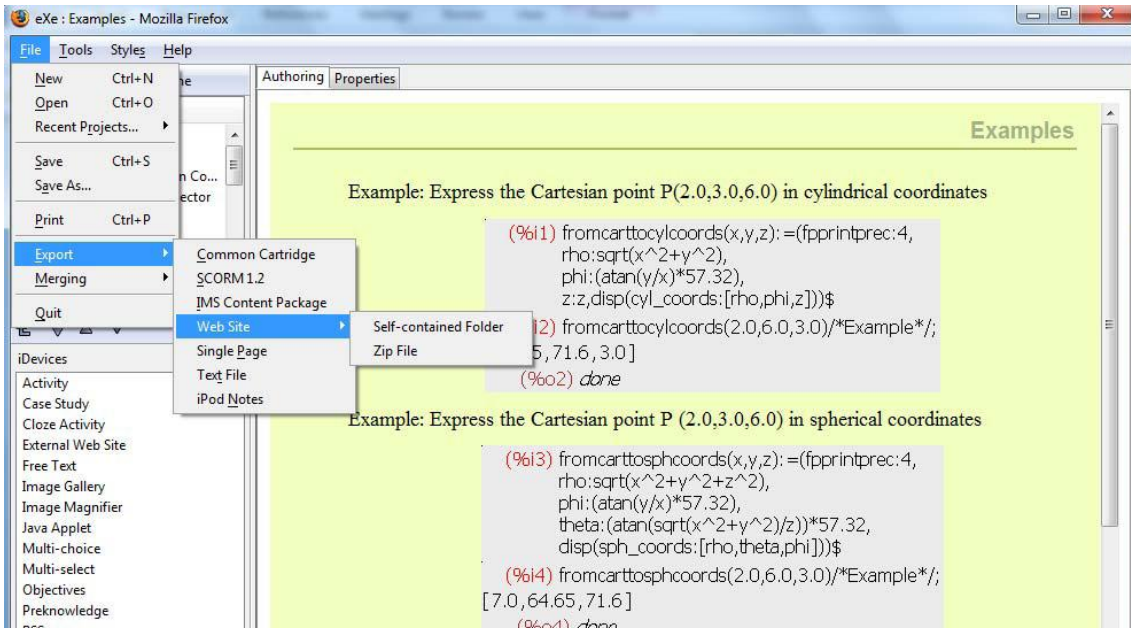 eXe : Examples - Mozilla Firefox
File Tools Styles Help
New Ctrl+N
Open Ctrl+O
Recent Projects...
Save Ctrl+S
Save As...
Print Ctrl+P
Export
Merging
Quit
Common Cartridge
SCORM 1.2
IMS Content Package
Web Site
Single Page
Text File
iPod Notes
Self-contained Folder
Zip File
n Co...
ector
iDevices
Activity
Case Study
Cloze Activity
External Web Site
Free Text
Image Gallery
Image Magnifier
Java Applet
Multi-choice
Multi-select
Objectives
Preknowledge
Authoring Properties
Examples
Example: Express the Cartesian point P(2.0,3.0,6.0) in cylindrical coordinates
(%i1) fromcarttocylcoords(x,y,z):=(fpprintprec:4,
rho:sqrt(x^2+y^2),
phi:(atan(y/x)*57.32),
z:z,disp(cyl_coords:[rho,phi,z]))$
i2) fromcarttocylcoords(2.0,6.0,3.0)/*Example*/;
5,71.6,3.0]
(%o2) done
Example: Express the Cartesian point P (2.0,3.0,6.0) in spherical coordinates
(%i3) fromcarttosphcoords(x,y,z):=(fpprintprec:4,
rho:sqrt(x^2+y^2+z^2),
phi:(atan(y/x)*57.32),
theta:(atan(sqrt(x^2+y^2)/z))*57.32,
disp(sph_coords:[rho,theta,phi]))$
(%i4) fromcarttosphcoords(2.0,6.0,3.0)/*Example*/;
[7.0,64.65,71.6]
(%o4) done